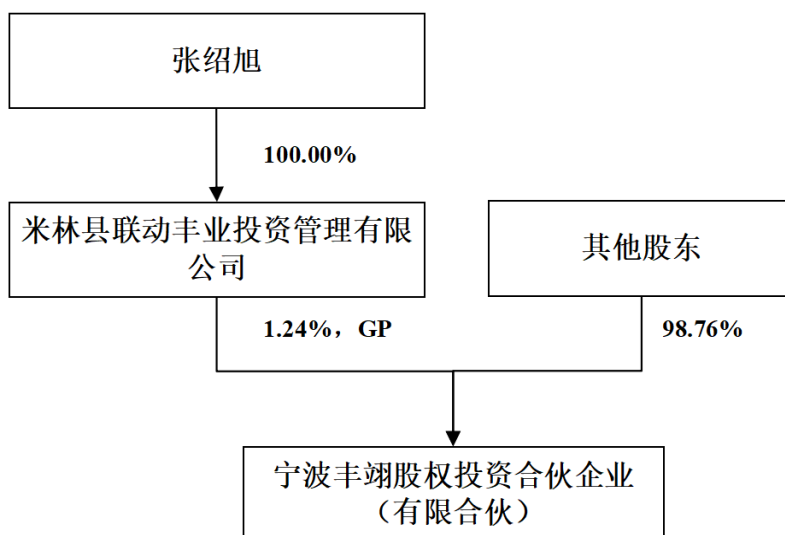 张绍旭
100.00%
米林县联动丰业投资管理有限
公司
其他股东
1.24%，GP
98.76%
宁波丰翊股权投资合伙企业
（有限合伙）